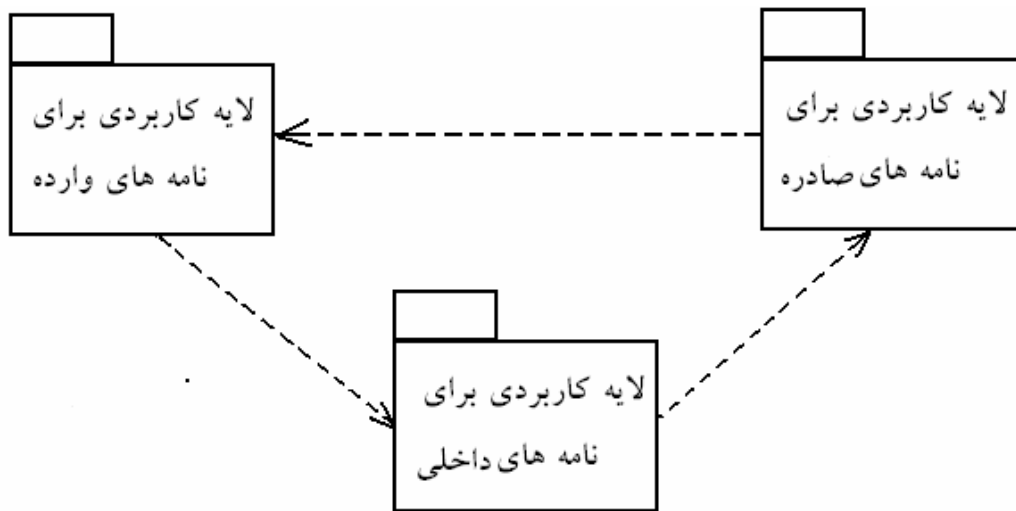 لایه کاربردی برای
نامه های صادره
لایه کاربردی برای
نامه های وارده
لایه کاربردی برای
نامه های داخلی